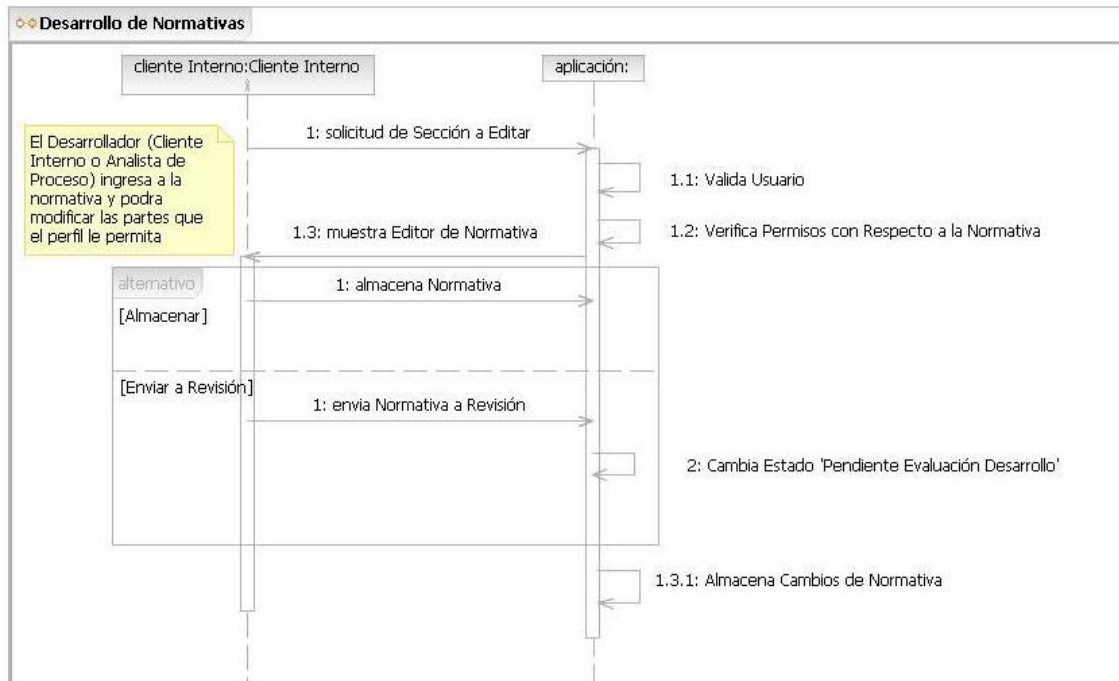 Desarrollo de Normativas
cliente Interno:Cliente Interno
aplicación:
El Desarrollador (Cliente
Interno o Analista de
Proceso) ingresa a la
normativa y podra
modificar las partes que
el perfil le permita
1: solicitud de Sección a Editar
1.1: Valida Usuario
1.2: Verifica Permisos con Respecto a la Normativa
1.3: muestra Editor de Normativa
alternativo
1: almacena Normativa
[Almacenar]
[Enviar a Revisión]
1: envia Normativa a Revisión
2: Cambia Estado 'Pendiente Evaluación Desarrollo'
1.3.1: Almacena Cambios de Normativa